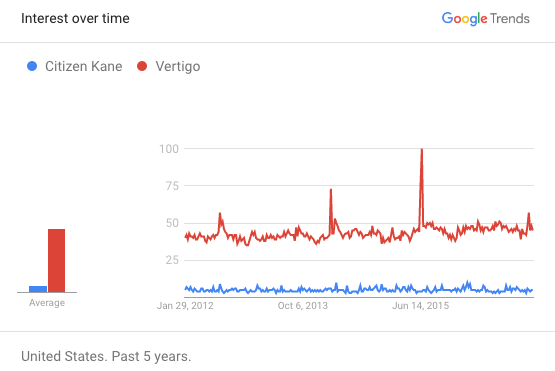 Interest over time
Google Trends
Citizen Kane Vertigo
100
75
50
25
Average
Jan 29, 2012 Oct 6, 2013 Jun 14, 2015
United States. Past 5 years.